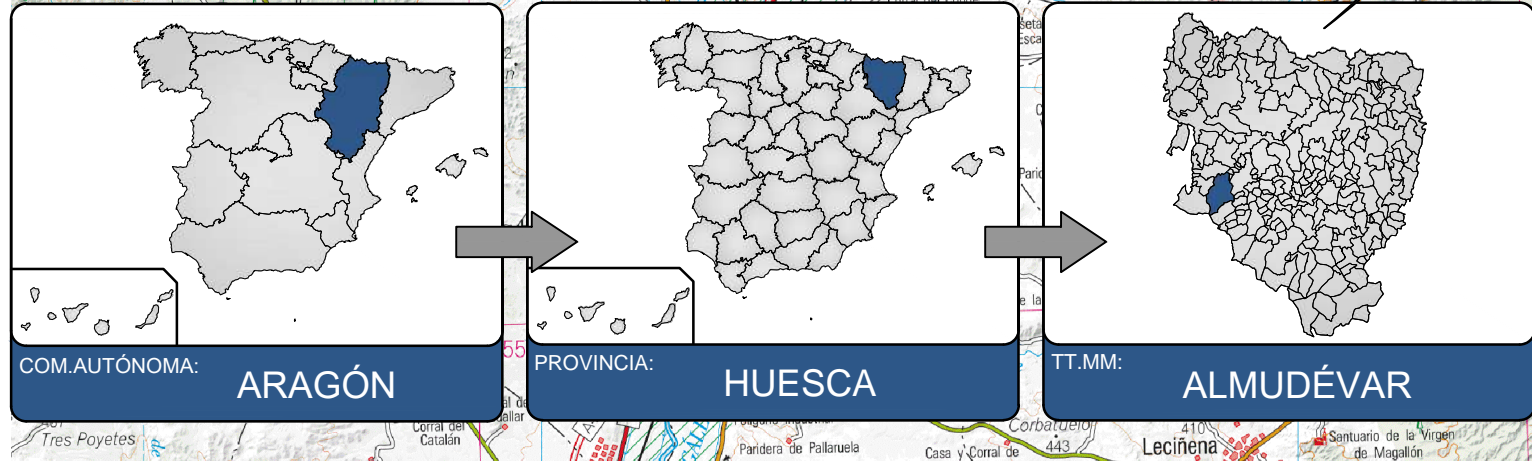 COM.AUTÓNOMA:
ARAGÓN
PROVINCIA:
HUESCA
TT.MM:
ALMUDÉVAR
55
Tres Poyetes
Corral del
Catalán
Paridera de Pallaruela
Casa y Corral de
Corbatuelo
443
410
Leciñena
Santuario de la Virgen
de Magallón